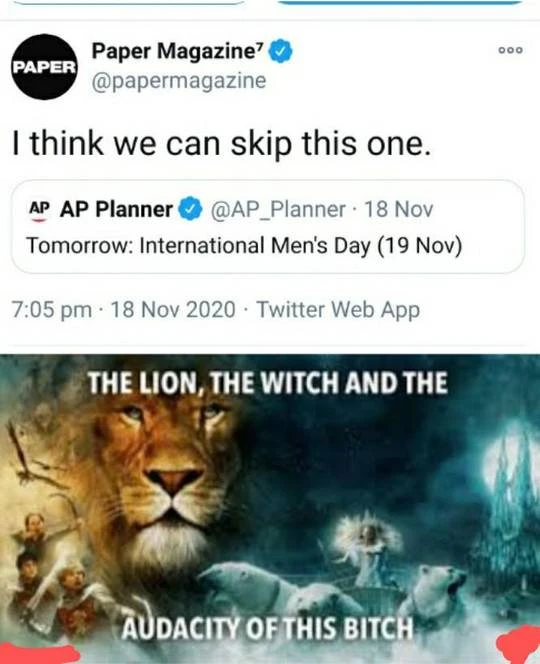 PAPER
Paper Magazine⁷
@papermagazine
I think we can skip this one.
AP AP Planner @AP_Planner · 18 Nov
Tomorrow: International Men's Day (19 Nov)
7:05 pm · 18 Nov 2020 · Twitter Web App
THE LION, THE WITCH AND THE
AUDACITY OF THIS BITCH